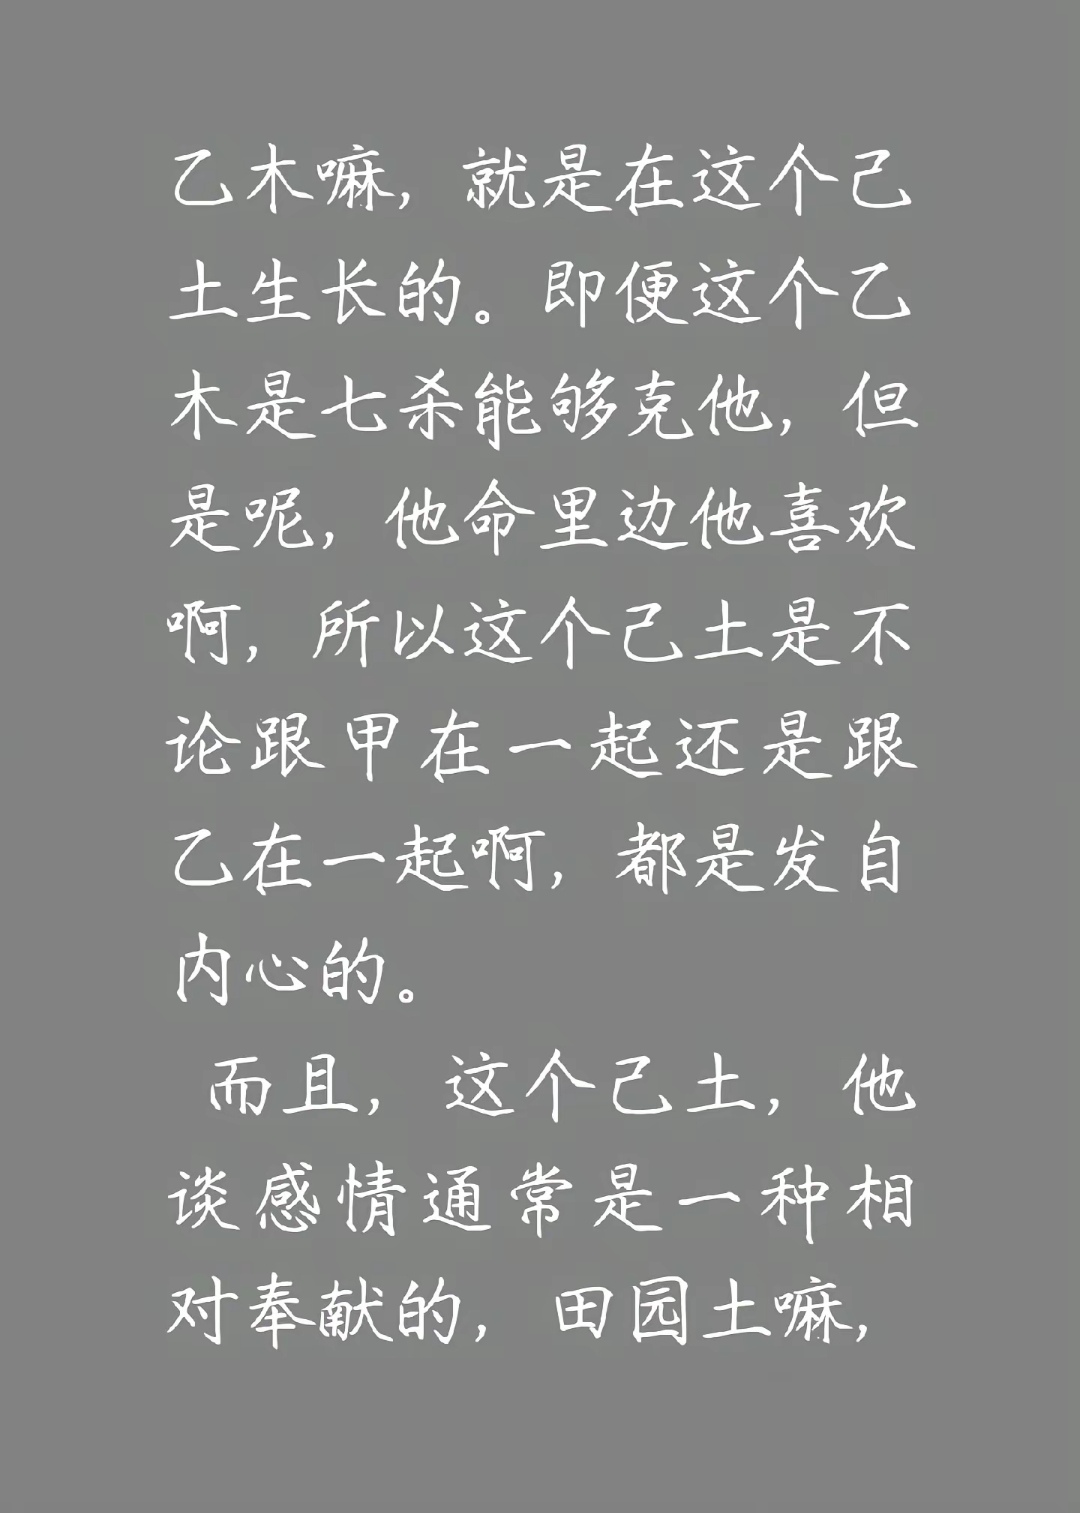 乙木嘛，就是在这个己
土生长的。即便这个乙
木是七杀能够克他，但
是呢，他命里边他喜欢
啊，所以这个己土是不
论跟甲在一起还是跟
乙在一起啊，都是发自
内心的。
而且，这个己土，他
谈感情通常是一种相
对奉献的，田园土嘛，